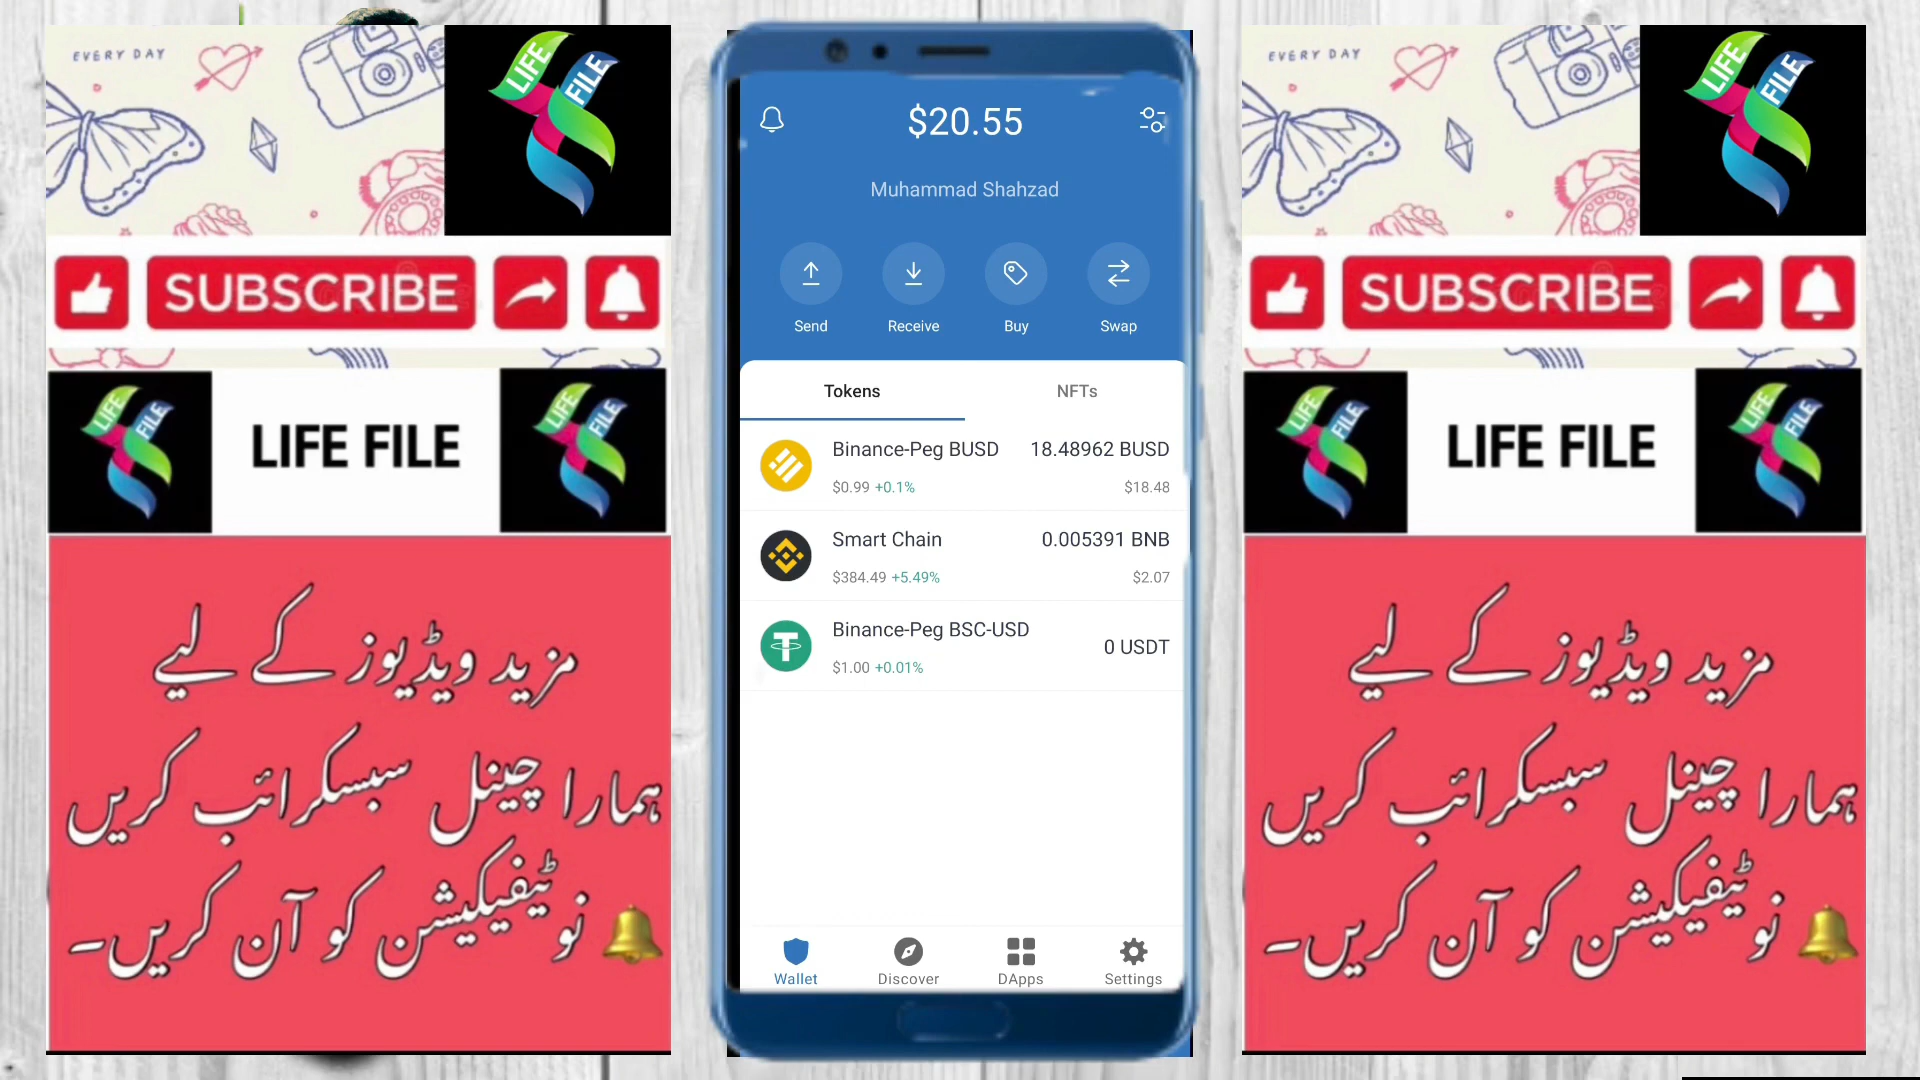 EVERY DAY
LIFE FILE
SUBSCRIBE
LIFE FILE
LIFE FILE
LIFE FILE
مزید ویڈیوز کے لیے
ہمارا چینل سبسکرائب کریں
نوٹیفیکیشن کو آن کریں۔
$20.55
Muhammad Shahzad
Send Receive Buy Swap
Tokens NFTs
Binance-Peg BUSD 18.48962 BUSD
$0.99 +0.1% $18.48
Smart Chain 0.005391 BNB
$384.49 +5.49% $2.07
Binance-Peg BSC-USD 0 USDT
$1.00 +0.01%
Wallet Discover DApps Settings
EVERY DAY
LIFE FILE
SUBSCRIBE
LIFE FILE
LIFE FILE
LIFE FILE
مزید ویڈیوز کے لیے
ہمارا چینل سبسکرائب کریں
نوٹیفیکیشن کو آن کریں۔